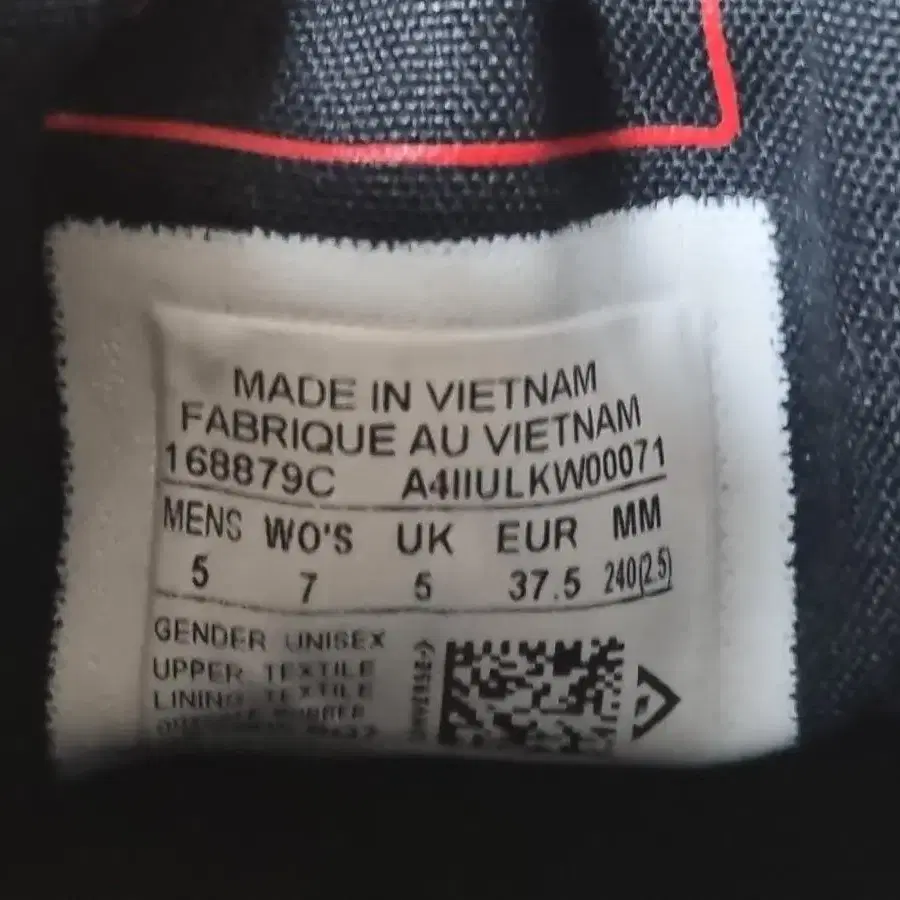 MADE IN VIETNAM
FABRIQUE AU VIETNAM
168879C A4IIULKW00071
MENS WO'S UK EUR MM
5 7 5 37.5 240(2.5)
GENDER UNISEX
UPPER TEXTILE
LINING TEXTILE